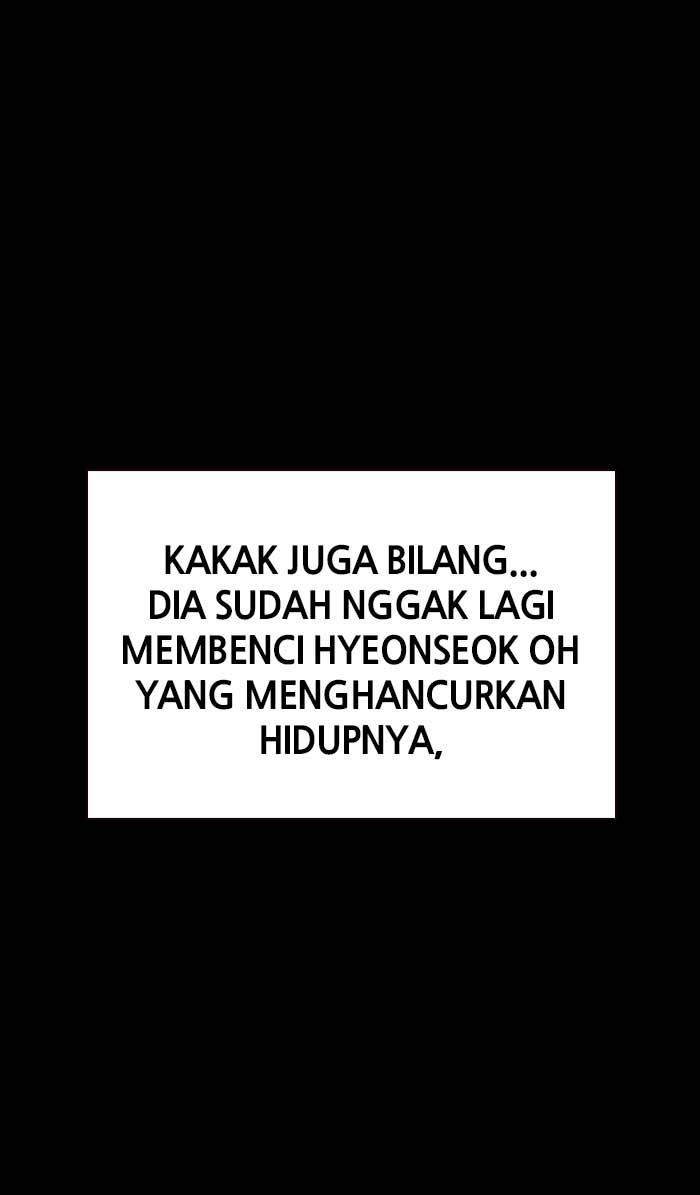 KAKAK JUGA BILANG...
DIA SUDAH NGGAK LAGI
MEMBENCI HYEONSEOK OH
YANG MENGHANCURKAN
HIDUPNYA,